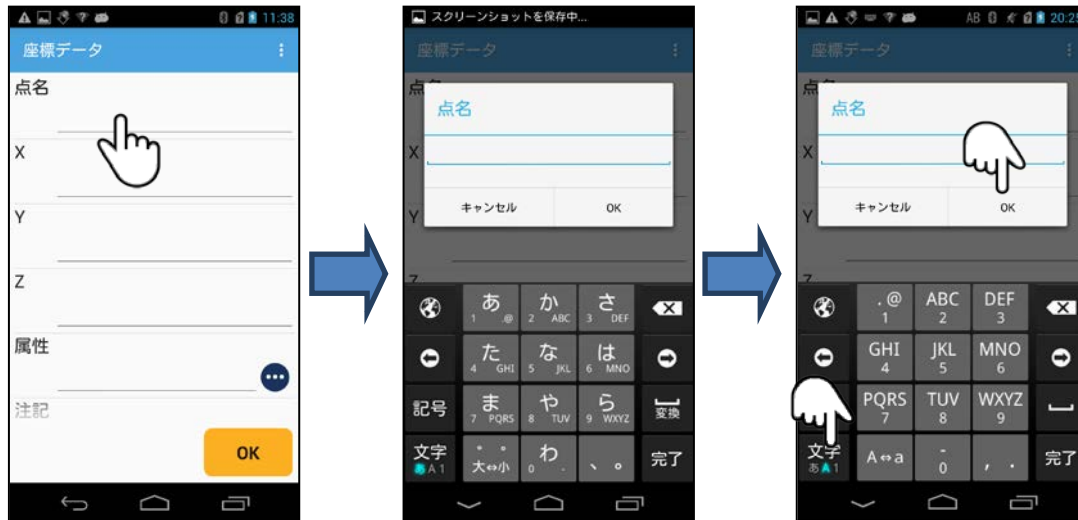 11:38
座標データ
点名
X
Y
Z
属性
注記
OK
スクリーンショットを保存中...
座標データ
点名
点名
X
キャンセル OK
Y
Z
あ 1 .@
か 2 ABC
さ 3 DEF
た 4 GHI
な 5 JKL
は 6 MNO
記号
ま 7 PQRS
や 8 TUV
ら 9 WXYZ
変換
文字 あA1
大⇔小
わ 0 .
、 。
完了
AB 20:25
座標データ
点名
点名
X
キャンセル OK
Y
Z
.@ 1
ABC 2
DEF 3
GHI 4
JKL 5
MNO 6
PQRS 7
TUV 8
WXYZ 9
文字 あA1
A⇔a
- 0
, .
完了